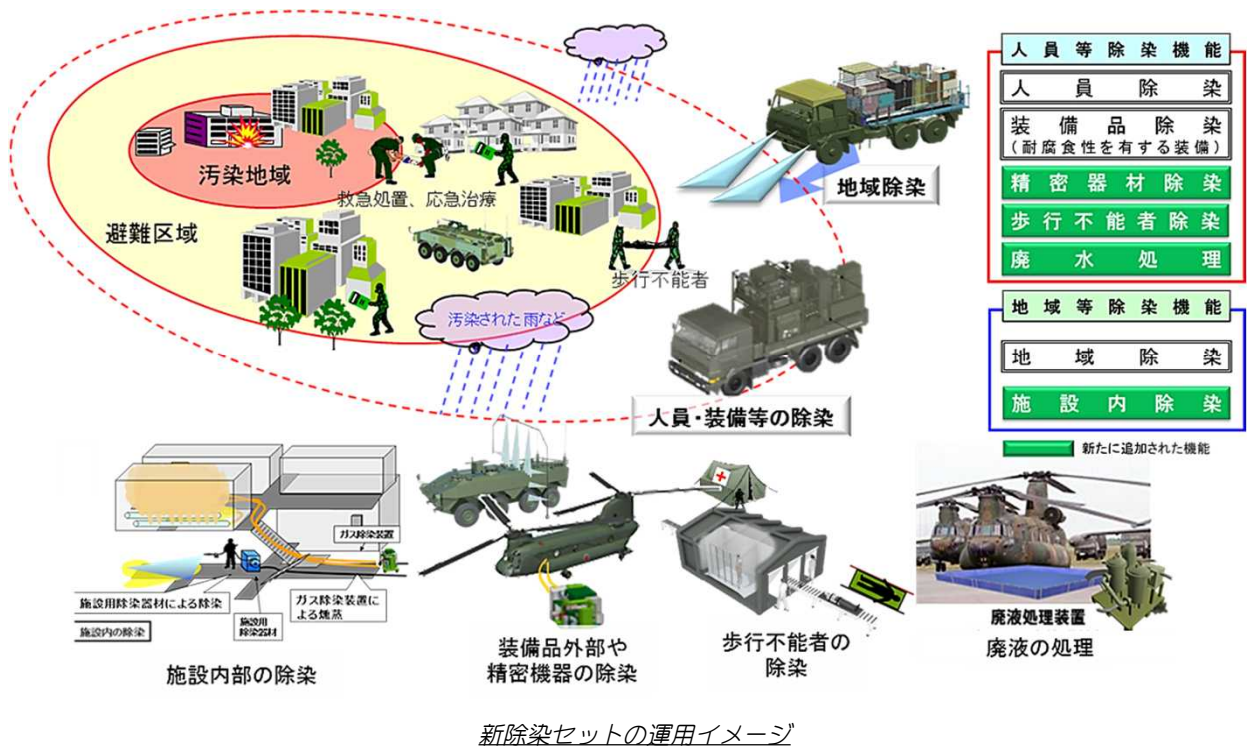 汚染地域
救急処置、応急治療
避難区域
歩行不能者
汚染された雨など
地域除染
人員・装備等の除染
人員等除染機能
人員除染
装備品除染
(耐腐食性を有する装備)
精密器材除染
歩行不能者除染
廃水処理
地域等除染機能
地域除染
施設内除染
新たに追加された機能
ガス除染装置
施設用除染器材による除染
施設用
除染器材
ガス除染装置に
よる燻蒸
施設内の除染
施設内部の除染
装備品外部や
精密機器の除染
歩行不能者の
除染
廃液処理装置
廃液の処理
新除染セットの運用イメージ